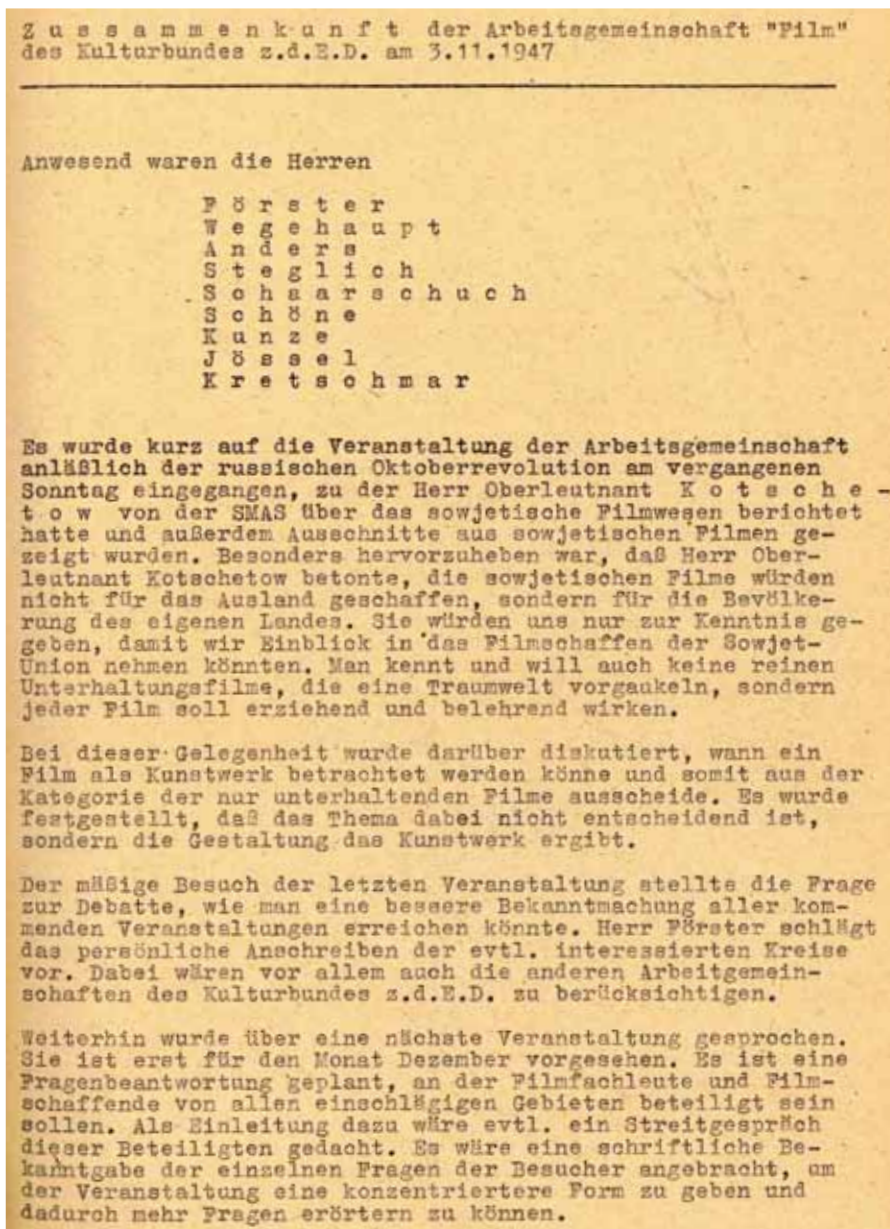 Z u s s a m m e n k u n f t der Arbeitsgemeinschaft "Film"
des Kulturbundes z.d.E.D. am 3.11.1947
Anwesend waren die Herren
F ö r s t e r
W e g e h a u p t
A n d e r s
S t e g l i c h
S c h a a r s c h u c h
S c h ö n e
K u n z e
J ö s s e l
K r e t s c h m a r
Es wurde kurz auf die Veranstaltung der Arbeitsgemeinschaft
anläßlich der russischen Oktoberrevolution am vergangenen
Sonntag eingegangen, zu der Herr Oberleutnant K o t s c h e -
t o w von der SMAS über das sowjetische Filmwesen berichtet
hatte und außerdem Ausschnitte aus sowjetischen Filmen ge-
zeigt wurden. Besonders hervorzuheben war, daß Herr Ober-
leutnant Kotschetow betonte, die sowjetischen Filme würden
nicht für das Ausland geschaffen, sondern für die Bevölke-
rung des eigenen Landes. Sie würden uns nur zur Kenntnis ge-
geben, damit wir Einblick in das Filmschaffen der Sowjet-
Union nehmen könnten. Man kennt und will auch keine reinen
Unterhaltungsfilme, die eine Traumwelt vorgaukeln, sondern
jeder Film soll erziehend und belehrend wirken.
Bei dieser Gelegenheit wurde darüber diskutiert, wann ein
Film als Kunstwerk betrachtet werden könne und somit aus der
Kategorie der nur unterhaltenden Filme ausscheide. Es wurde
festgestellt, daß das Thema dabei nicht entscheidend ist,
sondern die Gestaltung das Kunstwerk ergibt.
Der mäßige Besuch der letzten Veranstaltung stellte die Frage
zur Debatte, wie man eine bessere Bekanntmachung aller kom-
menden Veranstaltungen erreichen könnte. Herr Förster schlägt
das persönliche Anschreiben der evtl. interessierten Kreise
vor. Dabei wären vor allem auch die anderen Arbeitgemein-
schaften des Kulturbundes z.d.E.D. zu berücksichtigen.
Weiterhin wurde über eine nächste Veranstaltung gesprochen.
Sie ist erst für den Monat Dezember vorgesehen. Es ist eine
Fragenbeantwortung geplant, an der Filmfachleute und Film-
schaffende von allen einschlägigen Gebieten beteiligt sein
sollen. Als Einleitung dazu wäre evtl. ein Streitgespräch
dieser Beteiligten gedacht. Es wäre eine schriftliche Be-
kanntgabe der einzelnen Fragen der Besucher angebracht, um
der Veranstaltung eine konzentriertere Form zu geben und
dadurch mehr Fragen erörtern zu können.